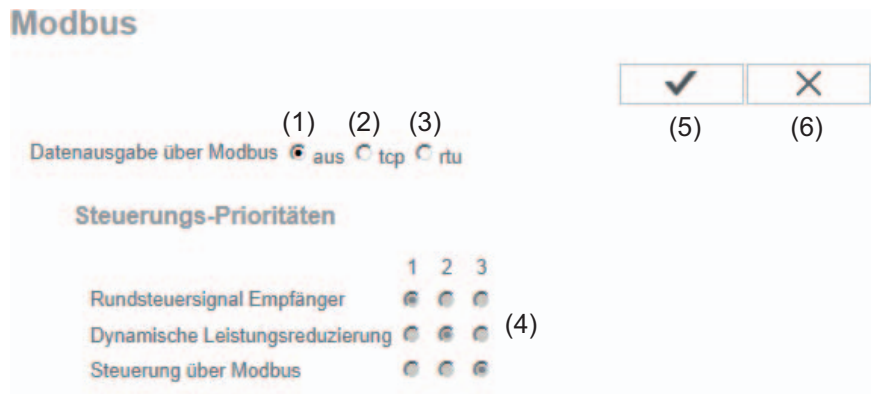 Modbus
(5) (6)
(1) (2) (3)
Datenausgabe über Modbus aus tcp rtu
Steuerungs-Prioritäten
1 2 3
Rundsteuersignal Empfänger
Dynamische Leistungsreduzierung (4)
Steuerung über Modbus